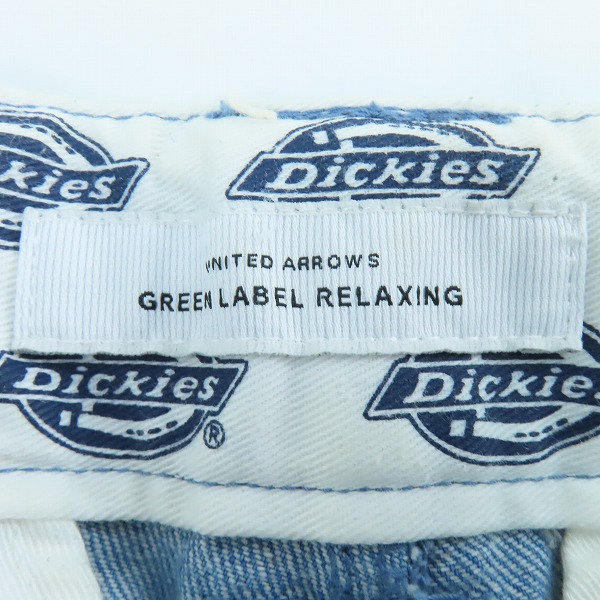 Dickies
Dickies
UNITED ARROWS
GREEN LABEL RELAXING
Dickies
Dickies
®